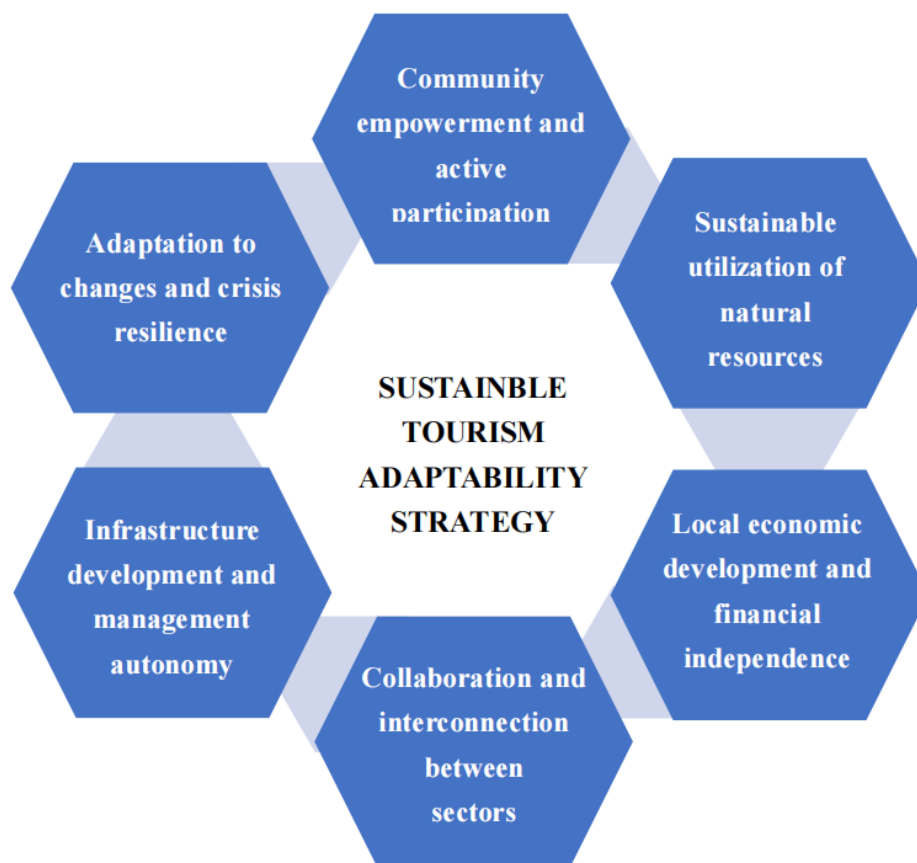 Community
empowerment and
active
participation
Sustainable
utilization of
natural
resources
Adaptation to
changes and crisis
resilience
SUSTAINBLE
TOURISM
ADAPTABILITY
STRATEGY
Local economic
development and
financial
independence
Infrastructure
development and
management
autonomy
Collaboration and
interconnection
between
sectors